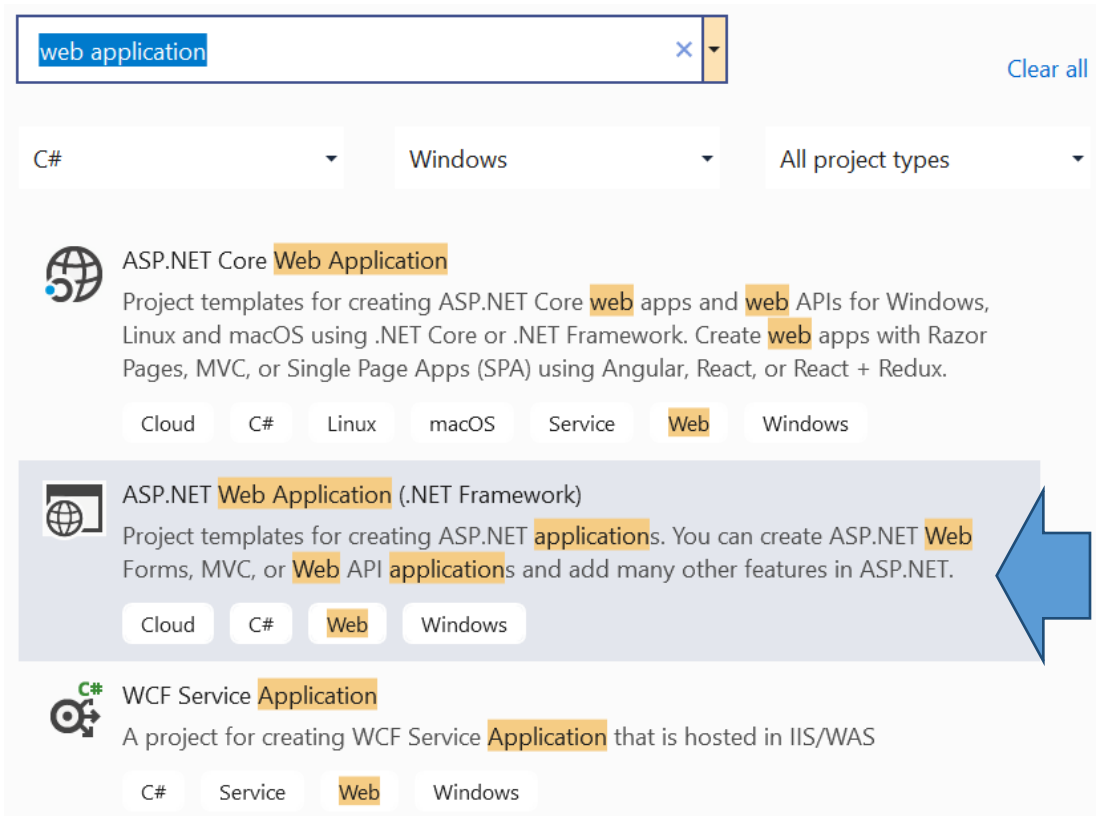 web application
Clear all
C#
Windows
All project types
ASP.NET Core Web Application
Project templates for creating ASP.NET Core web apps and web APIs for Windows,
Linux and macOS using .NET Core or .NET Framework. Create web apps with Razor
Pages, MVC, or Single Page Apps (SPA) using Angular, React, or React + Redux.
Cloud C# Linux macOS Service Web Windows
ASP.NET Web Application (.NET Framework)
Project templates for creating ASP.NET applications. You can create ASP.NET Web
Forms, MVC, or Web API applications and add many other features in ASP.NET.
Cloud C# Web Windows
C#
WCF Service Application
A project for creating WCF Service Application that is hosted in IIS/WAS
C# Service Web Windows